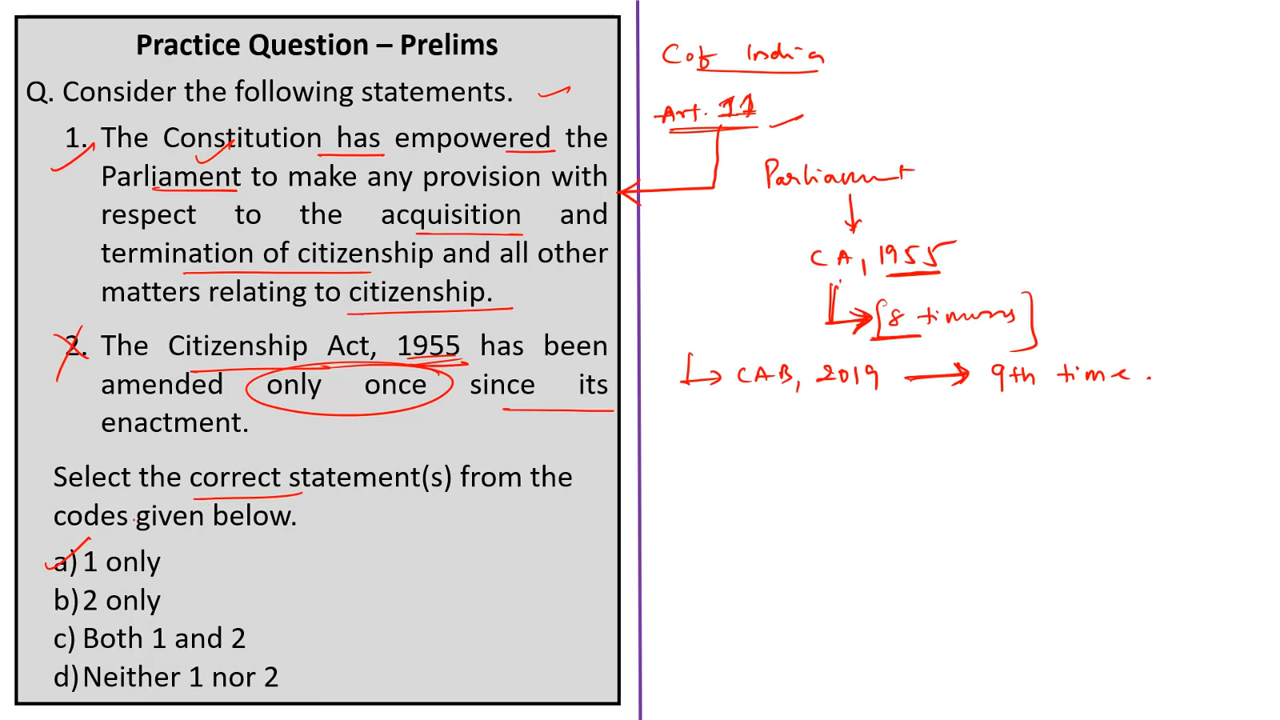 Practice Question – Prelims
Q. Consider the following statements.
1. The Constitution has empowered the
Parliament to make any provision with
respect to the acquisition and
termination of citizenship and all other
matters relating to citizenship.
2. The Citizenship Act, 1955 has been
amended only once since its
enactment.
Select the correct statement(s) from the
codes given below.
a) 1 only
b) 2 only
c) Both 1 and 2
d) Neither 1 nor 2
C of India
Art. 11
Parliament
CA, 1955
[8 times]
CAB, 2019 → 9th time.